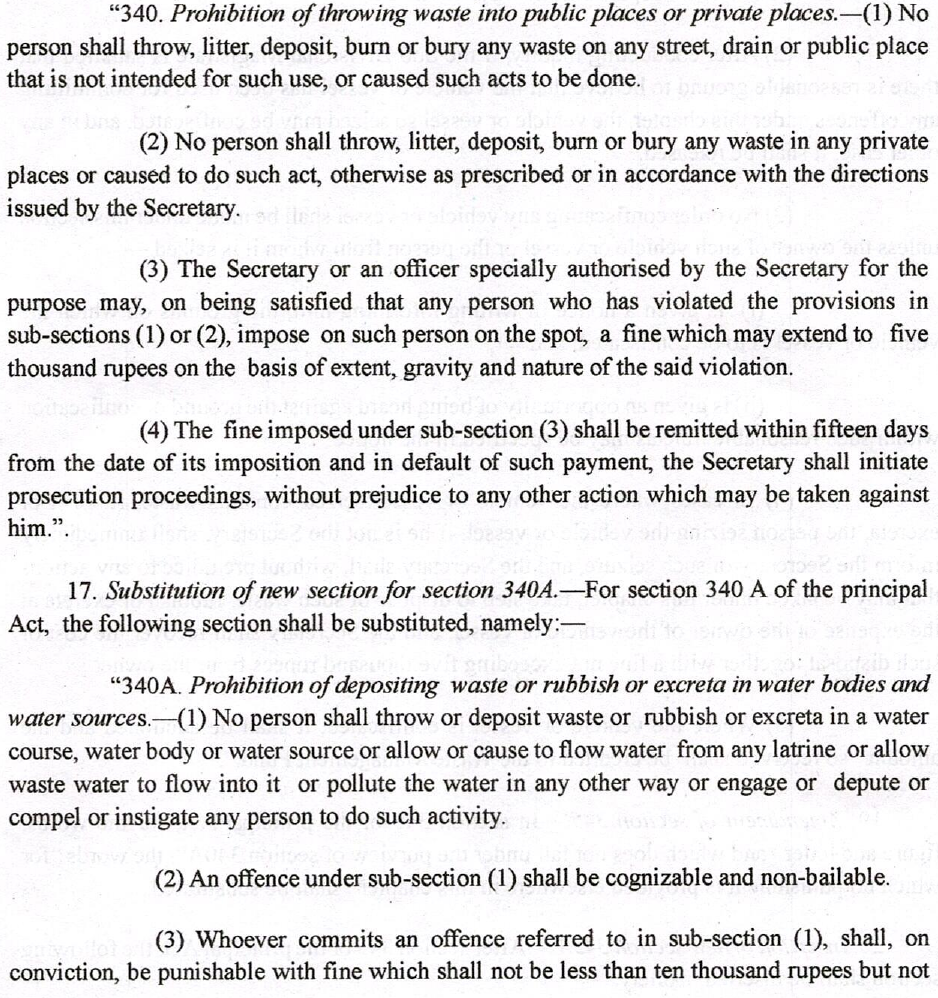 “340. Prohibition of throwing waste into public places or private places.—(1) No
person shall throw, litter, deposit, burn or bury any waste on any street, drain or public place
that is not intended for such use, or caused such acts to be done.
(2) No person shall throw, litter, deposit, burn or bury any waste in any private
places or caused to do such act, otherwise as prescribed or in accordance with the directions
issued by the Secretary.
(3) The Secretary or an officer specially authorised by the Secretary for the
purpose may, on being satisfied that any person who has violated the provisions in
sub-sections (1) or (2), impose on such person on the spot, a fine which may extend to five
thousand rupees on the basis of extent, gravity and nature of the said violation.
(4) The fine imposed under sub-section (3) shall be remitted within fifteen days
from the date of its imposition and in default of such payment, the Secretary shall initiate
prosecution proceedings, without prejudice to any other action which may be taken against
him.”.
17. Substitution of new section for section 340A.—For section 340 A of the principal
Act, the following section shall be substituted, namely:—
“340A. Prohibition of depositing waste or rubbish or excreta in water bodies and
water sources.—(1) No person shall throw or deposit waste or rubbish or excreta in a water
course, water body or water source or allow or cause to flow water from any latrine or allow
waste water to flow into it or pollute the water in any other way or engage or depute or
compel or instigate any person to do such activity.
(2) An offence under sub-section (1) shall be cognizable and non-bailable.
(3) Whoever commits an offence referred to in sub-section (1), shall, on
conviction, be punishable with fine which shall not be less than ten thousand rupees but not